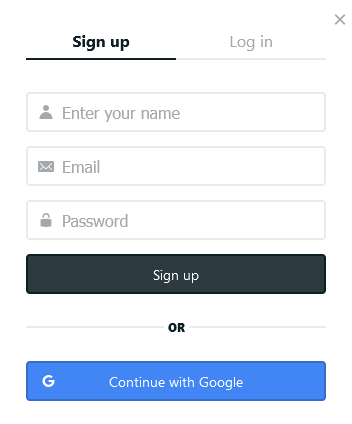 Sign up
Log in
Enter your name
Email
Password
Sign up
OR
Continue with Google